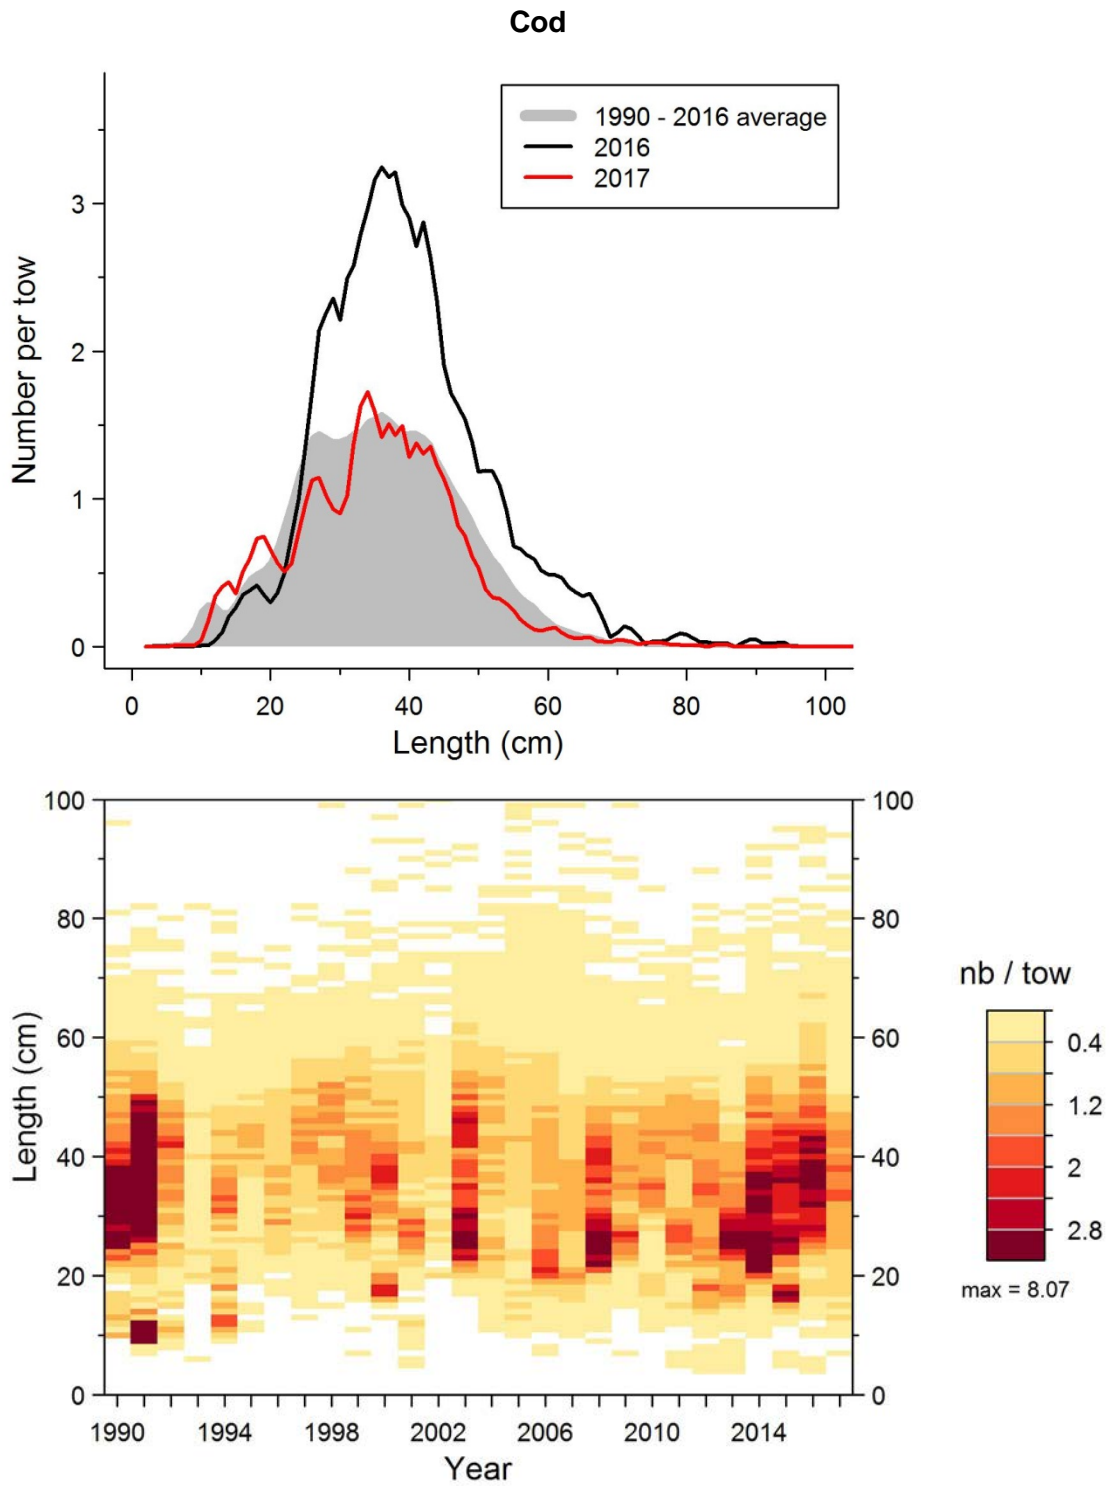 Cod
1990 - 2016 average
2016
2017
3
2
1
0
Number per tow
0 20 40 60 80 100
Length (cm)
100 100
80 80
60 60
40 40
20 20
0 0
Length (cm)
1990 1994 1998 2002 2006 2010 2014
Year
nb / tow
0.4
1.2
2
2.8
max = 8.07